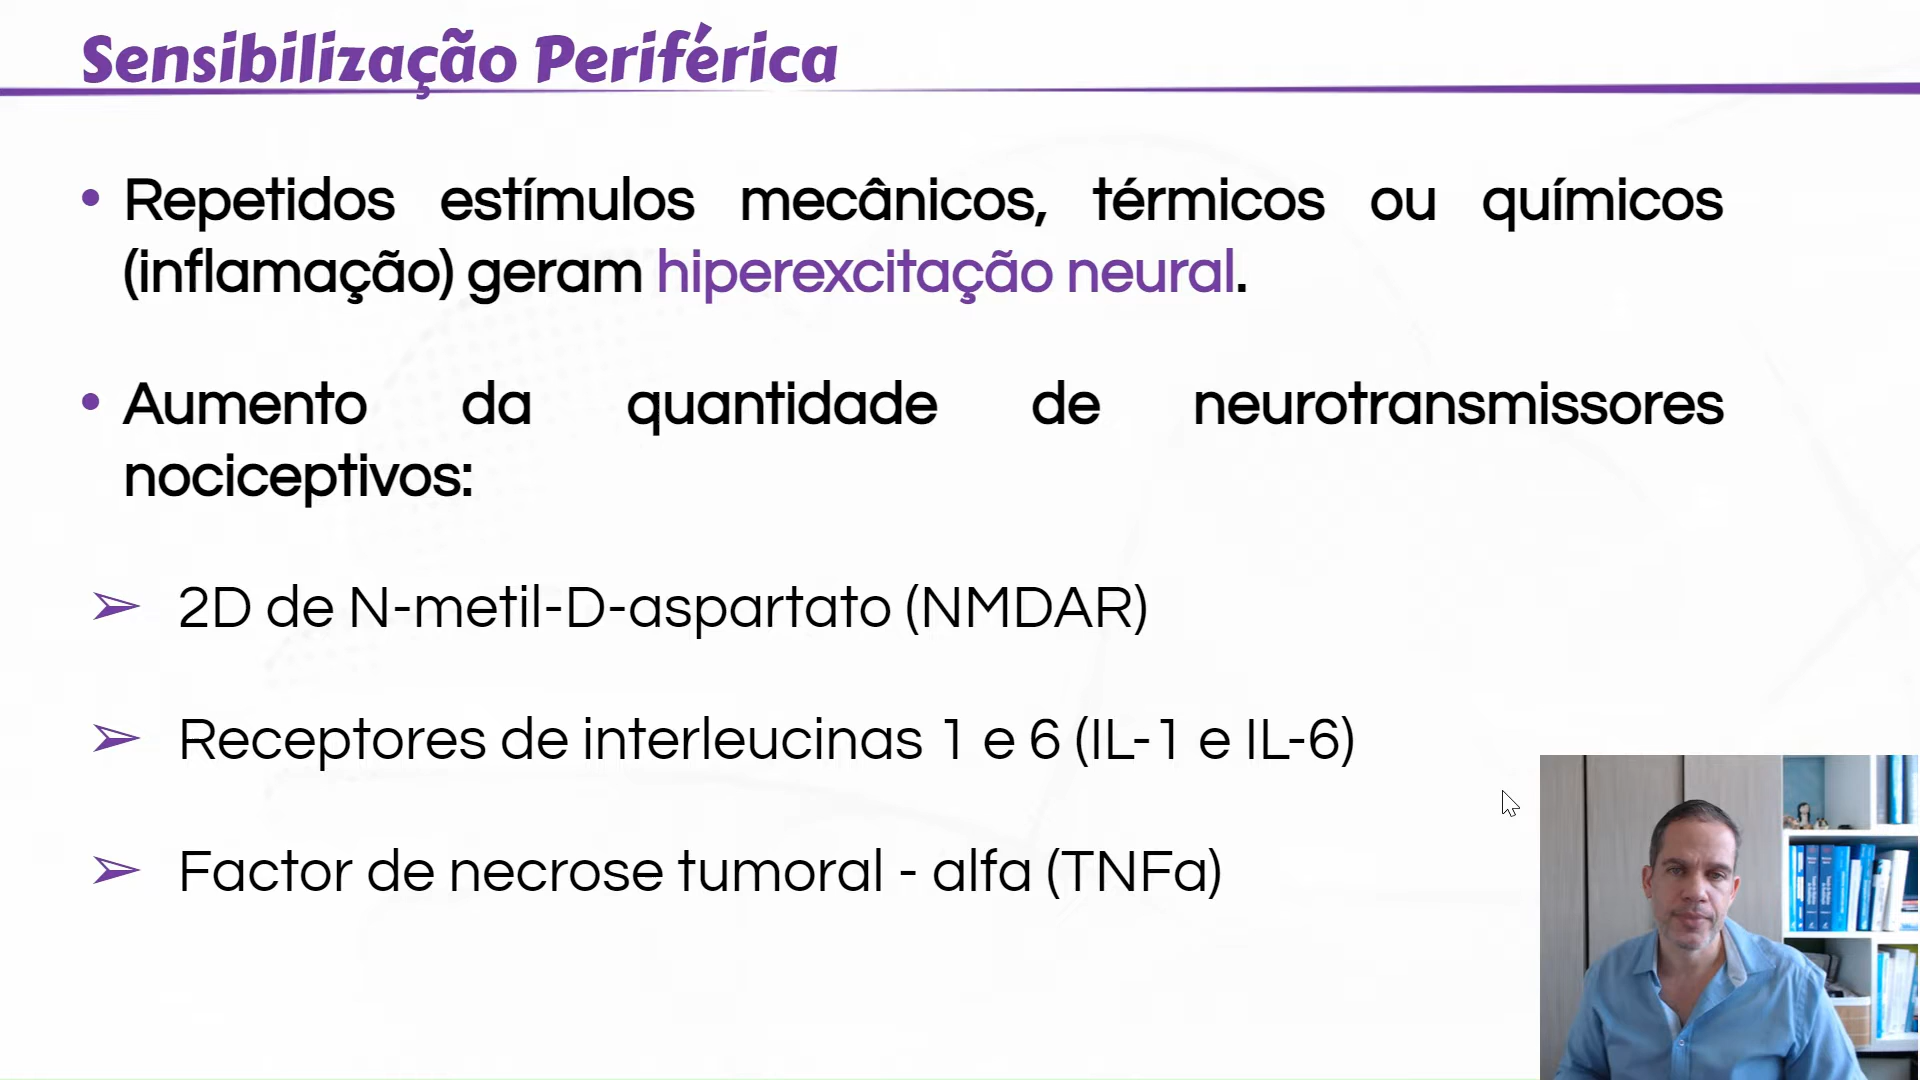 Sensibilização Periférica
• Repetidos estímulos mecânicos, térmicos ou químicos
(inflamação) geram hiperexcitação neural.
• Aumento da quantidade de neurotransmissores
nociceptivos:
➢ 2D de N-metil-D-aspartato (NMDAR)
➢ Receptores de interleucinas 1 e 6 (IL-1 e IL-6)
➢ Factor de necrose tumoral - alfa (TNFa)